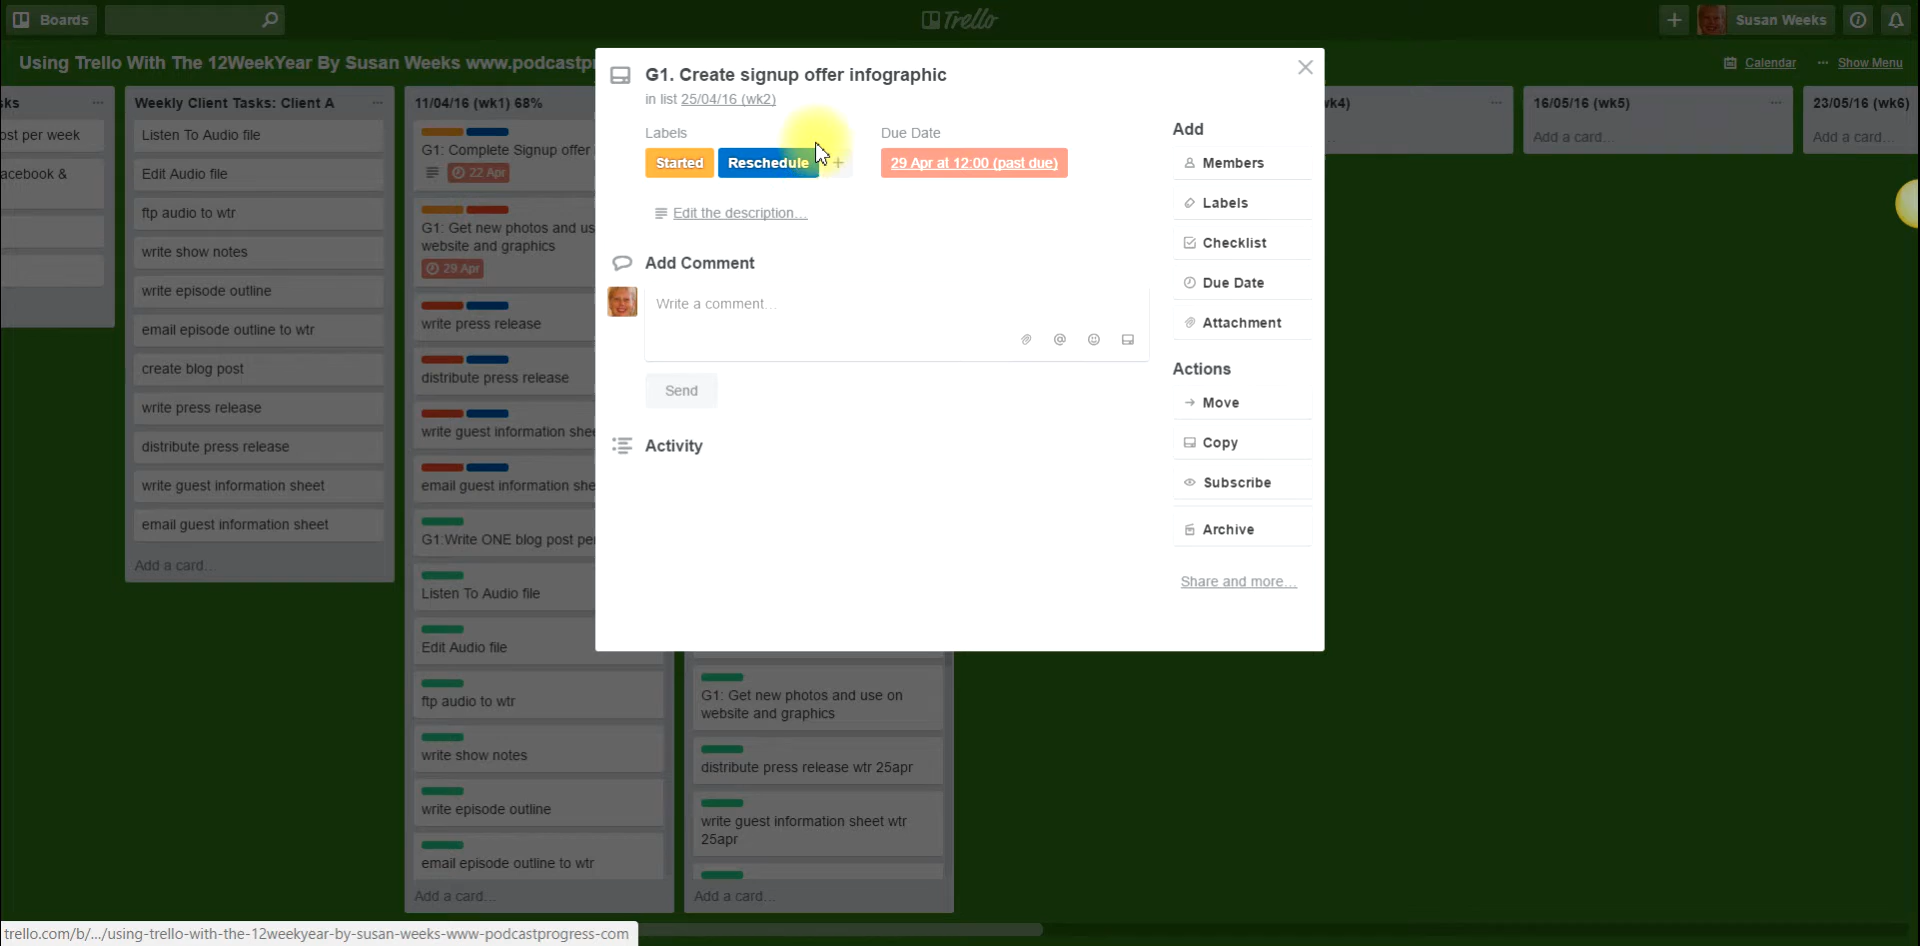 Boards
Trello
Susan Weeks
Using Trello With The 12WeekYear By Susan Weeks www.podcastpr
Calendar
Show Menu
ost per week
Facebook &
Weekly Client Tasks: Client A
Listen To Audio file
Edit Audio file
ftp audio to wtr
write show notes
write episode outline
email episode outline to wtr
create blog post
write press release
distribute press release
write guest information sheet
email guest information sheet
Add a card...
11/04/16 (wk1) 68%
G1: Complete Signup offer
22 Apr
G1: Get new photos and us
website and graphics
29 Apr
write press release
distribute press release
write guest information she
email guest information she
G1:Write ONE blog post pe
Listen To Audio file
Edit Audio file
ftp audio to wtr
write show notes
write episode outline
email episode outline to wtr
Add a card...
G1: Get new photos and use on
website and graphics
distribute press release wtr 25apr
write guest information sheet wtr
25apr
Add a card...
wk4)
16/05/16 (wk5)
Add a card...
23/05/16 (wk6)
Add a card...
G1. Create signup offer infographic
in list 25/04/16 (wk2)
Labels
Started
Reschedule
+
Due Date
29 Apr at 12:00 (past due)
Edit the description...
Add Comment
Write a comment...
Send
Activity
Add
Members
Labels
Checklist
Due Date
Attachment
Actions
Move
Copy
Subscribe
Archive
Share and more...
trello.com/b/.../using-trello-with-the-12weekyear-by-susan-weeks-www-podcastprogress-com